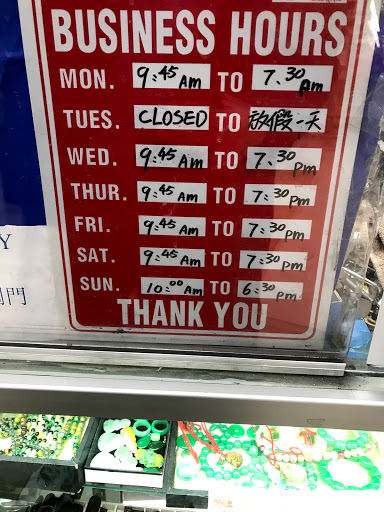 BUSINESS HOURS
MON. 9:45 Am TO 7:30 pm
TUES. CLOSED TO 放假一天
WED. 9:45 Am TO 7:30 pm
THUR. 9:45 Am TO 7:30 pm
FRI. 9:45 Am TO 7:30 pm
SAT. 9:45 Am TO 7:30 pm
SUN. 10:00 Am TO 6:30 pm
THANK YOU
Y
門